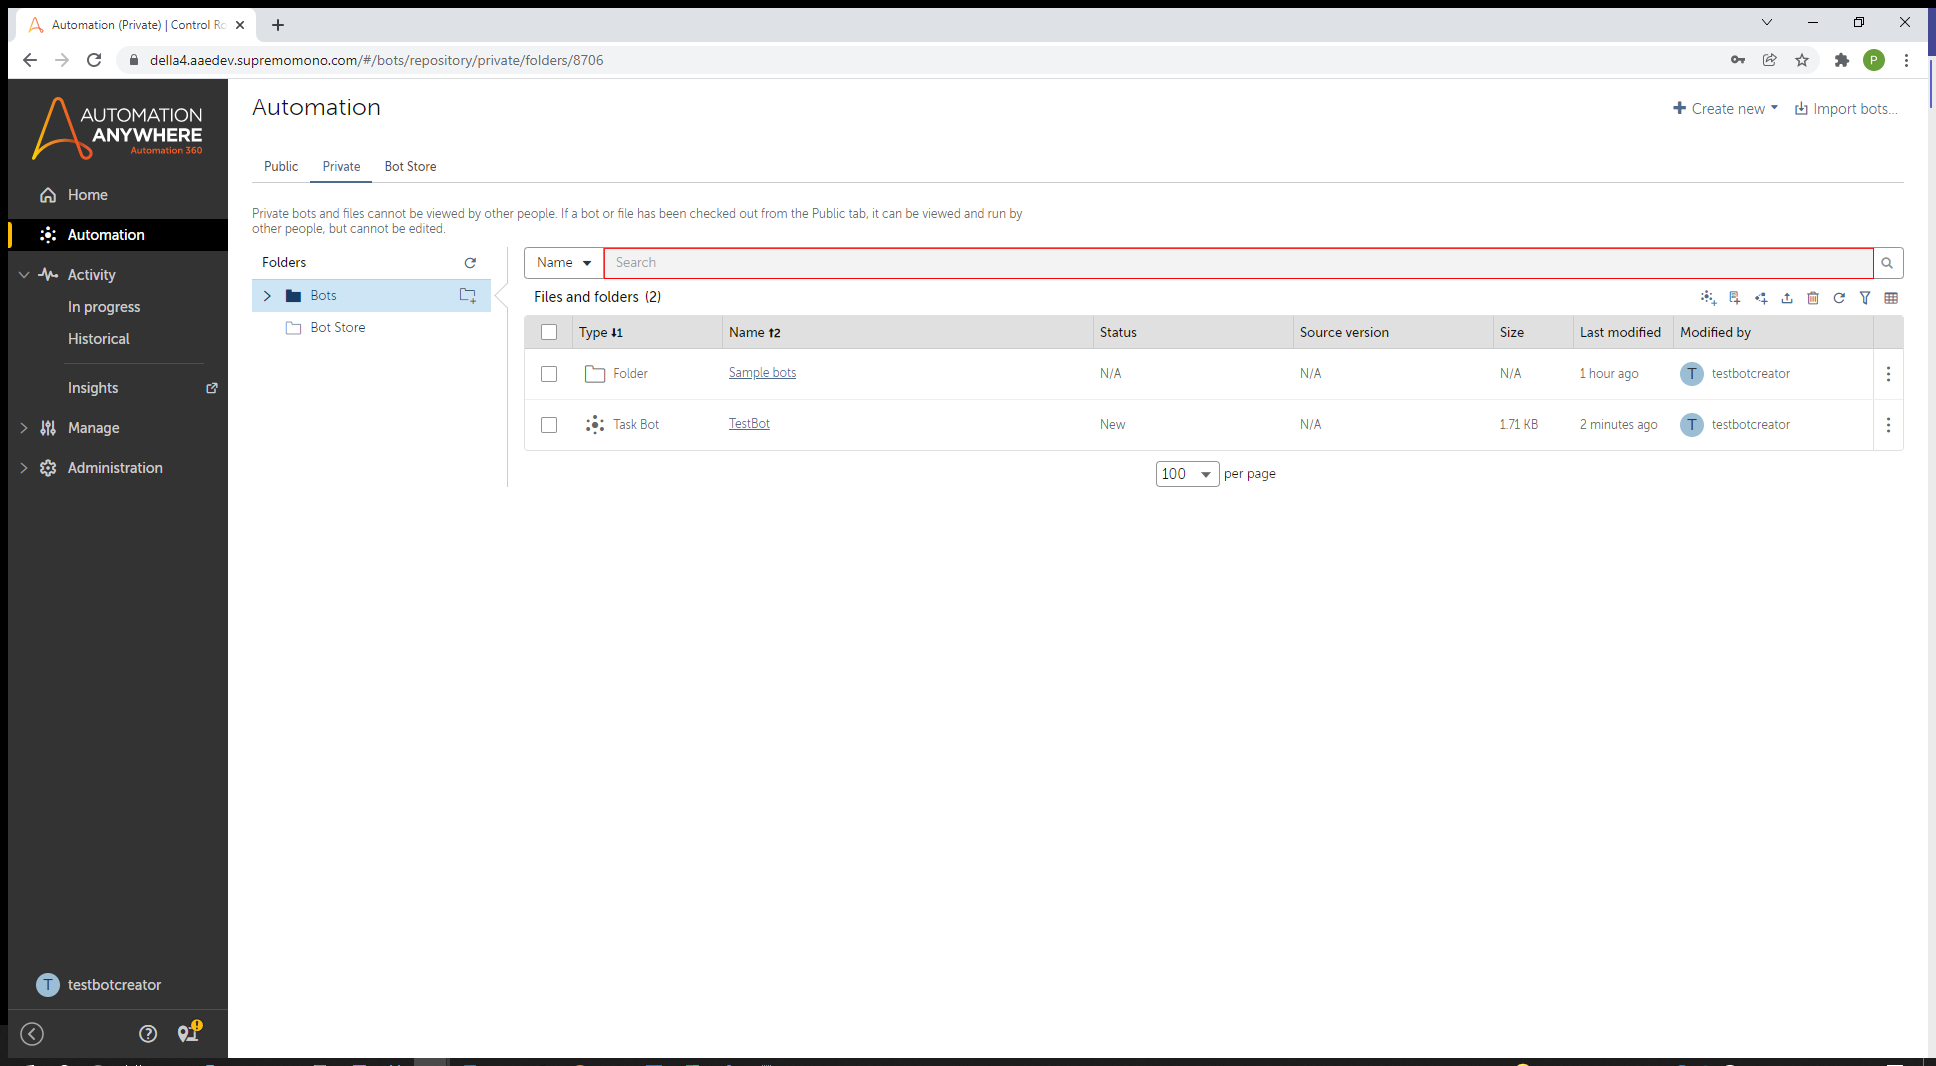 Automation (Private) | Control Ro
della4.aaedev.supremomono.com/#/bots/repository/private/folders/8706
P
AUTOMATION
ANYWHERE
Automation 360
Home
Automation
Activity
In progress
Historical
Insights
Manage
Administration
T testbotcreator
Automation
Create new
Import bots...
Public Private Bot Store
Private bots and files cannot be viewed by other people. If a bot or file has been checked out from the Public tab, it can be viewed and run by
other people, but cannot be edited.
Folders
Bots
Bot Store
Name Search
Files and folders (2)
Type 1 Name 2 Status Source version Size Last modified Modified by
Folder Sample bots N/A N/A N/A 1 hour ago T testbotcreator
Task Bot TestBot New N/A 1.71 KB 2 minutes ago T testbotcreator
100 per page